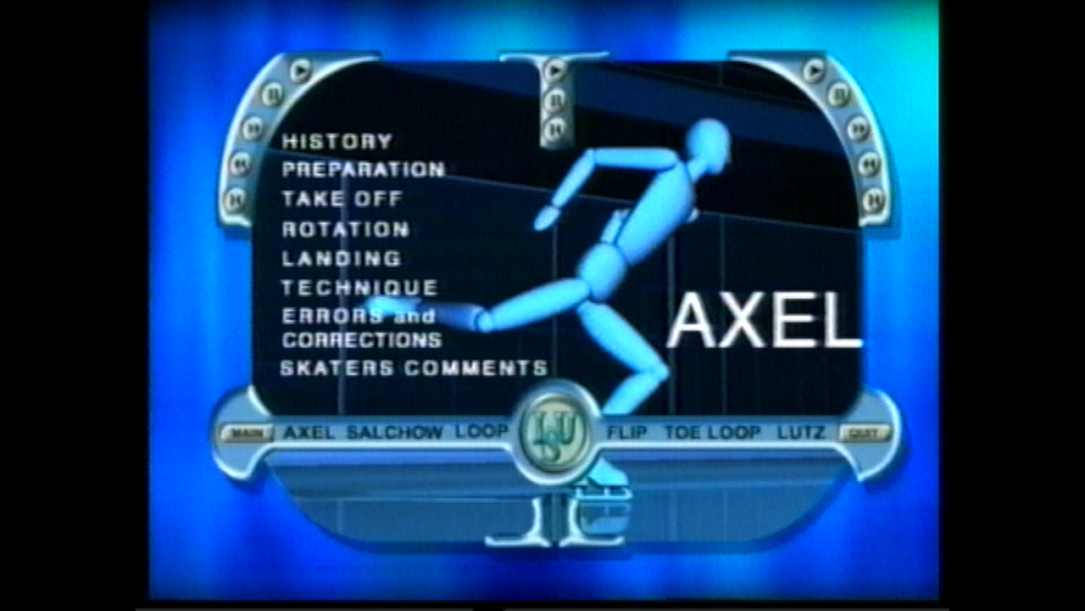 HISTORY
PREPARATION
TAKE OFF
ROTATION
LANDING
TECHNIQUE
ERRORS and
CORRECTIONS
SKATERS COMMENTS
AXEL
MAIN AXEL SALCHOW LOOP ISU FLIP TOE LOOP LUTZ QUIT